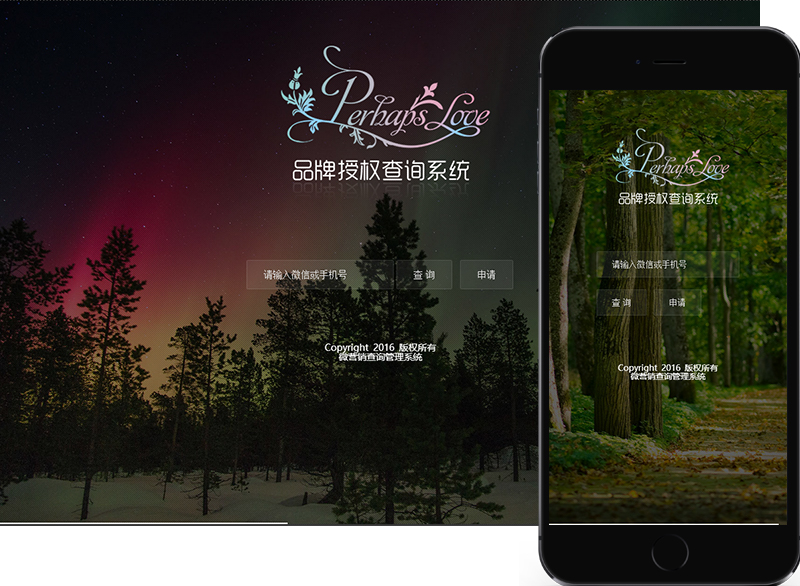 Perhaps Love
品牌授权查询系统
请输入微信或手机号
查 询
申请
Copyright 2016 版权所有
微营销查询管理系统
Perhaps Love
品牌授权查询系统
请输入微信或手机号
查 询
申请
Copyright 2016 版权所有
微营销查询管理系统